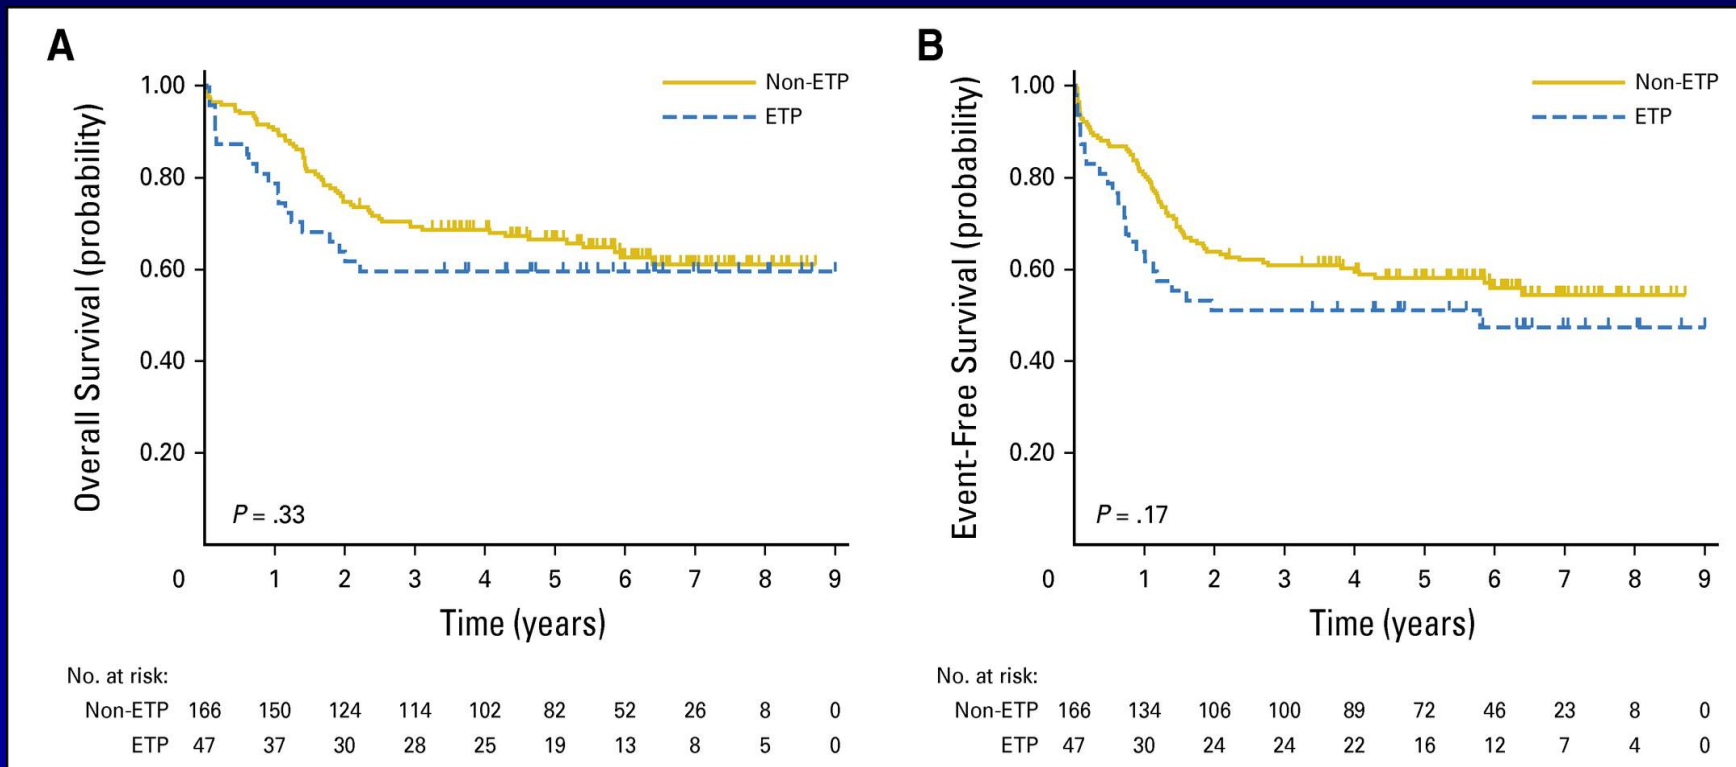 A
Overall Survival (probability)
1.00
0.80
0.60
0.40
0.20
Non-ETP
ETP
P = .33
0 1 2 3 4 5 6 7 8 9
Time (years)
No. at risk:
Non-ETP 166 150 124 114 102 82 52 26 8 0
ETP 47 37 30 28 25 19 13 8 5 0
B
Event-Free Survival (probability)
1.00
0.80
0.60
0.40
0.20
Non-ETP
ETP
P = .17
0 1 2 3 4 5 6 7 8 9
Time (years)
No. at risk:
Non-ETP 166 134 106 100 89 72 46 23 8 0
ETP 47 30 24 24 22 16 12 7 4 0